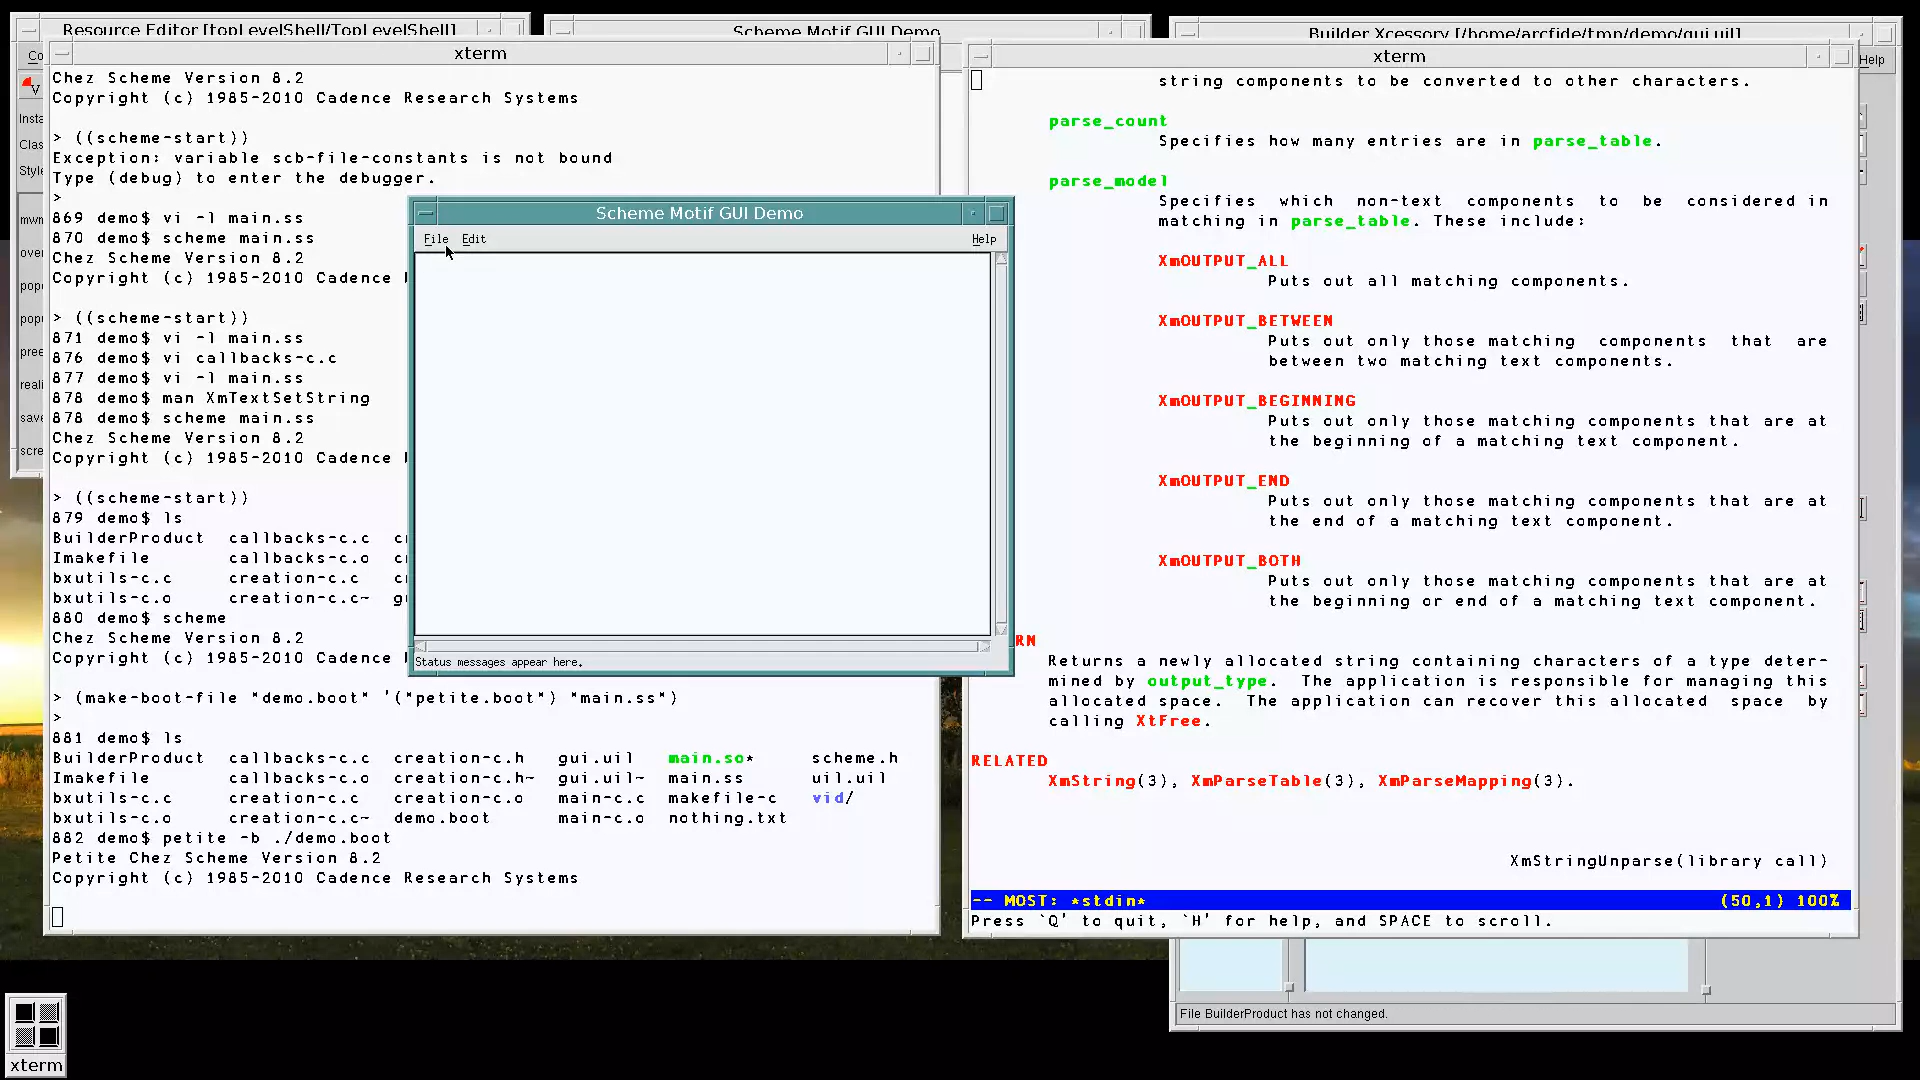 Resource Editor [topLevelShell/TopLevelShell]
Scheme Motif GUI Demo
Builder Xcessory [/home/arcfide/tmp/demo/gui.uil]
Help
Co
V
Insta
Clas
Style
mwm
over
popu
popu
pree
reali
save
scre
xterm
Chez Scheme Version 8.2
Copyright (c) 1985-2010 Cadence Research Systems
> ((scheme-start))
Exception: variable scb-file-constants is not bound
Type (debug) to enter the debugger.
>
869 demo$ vi -l main.ss
870 demo$ scheme main.ss
Chez Scheme Version 8.2
Copyright (c) 1985-2010 Cadence
> ((scheme-start))
871 demo$ vi -l main.ss
876 demo$ vi callbacks-c.c
877 demo$ vi -l main.ss
878 demo$ man XmTextSetString
878 demo$ scheme main.ss
Chez Scheme Version 8.2
Copyright (c) 1985-2010 Cadence
> ((scheme-start))
879 demo$ ls
BuilderProduct callbacks-c.c c
Imakefile callbacks-c.o c
bxutils-c.c creation-c.c c
bxutils-c.o creation-c.c~ g
880 demo$ scheme
Chez Scheme Version 8.2
Copyright (c) 1985-2010 Cadence
> (make-boot-file "demo.boot" '("petite.boot") "main.ss")
>
881 demo$ ls
BuilderProduct callbacks-c.c creation-c.h gui.uil main.so* scheme.h
Imakefile callbacks-c.o creation-c.h~ gui.uil~ main.ss uil.uil
bxutils-c.c creation-c.c creation-c.o main-c.c makefile-c vid/
bxutils-c.o creation-c.c~ demo.boot main-c.o nothing.txt
882 demo$ petite -b ./demo.boot
Petite Chez Scheme Version 8.2
Copyright (c) 1985-2010 Cadence Research Systems
Scheme Motif GUI Demo
File Edit Help
Status messages appear here.
xterm
string components to be converted to other characters.
parse_count
Specifies how many entries are in parse_table.
parse_model
Specifies which non-text components to be considered in
matching in parse_table. These include:
XmOUTPUT_ALL
Puts out all matching components.
XmOUTPUT_BETWEEN
Puts out only those matching components that are
between two matching text components.
XmOUTPUT_BEGINNING
Puts out only those matching components that are at
the beginning of a matching text component.
XmOUTPUT_END
Puts out only those matching components that are at
the end of a matching text component.
XmOUTPUT_BOTH
Puts out only those matching components that are at
the beginning or end of a matching text component.
RN
Returns a newly allocated string containing characters of a type deter-
mined by output_type. The application is responsible for managing this
allocated space. The application can recover this allocated space by
calling XtFree.
RELATED
XmString(3), XmParseTable(3), XmParseMapping(3).
XmStringUnparse(library call)
-- MOST: *stdin* (50,1) 100%
Press `Q' to quit, `H' for help, and SPACE to scroll.
File BuilderProduct has not changed.
xterm